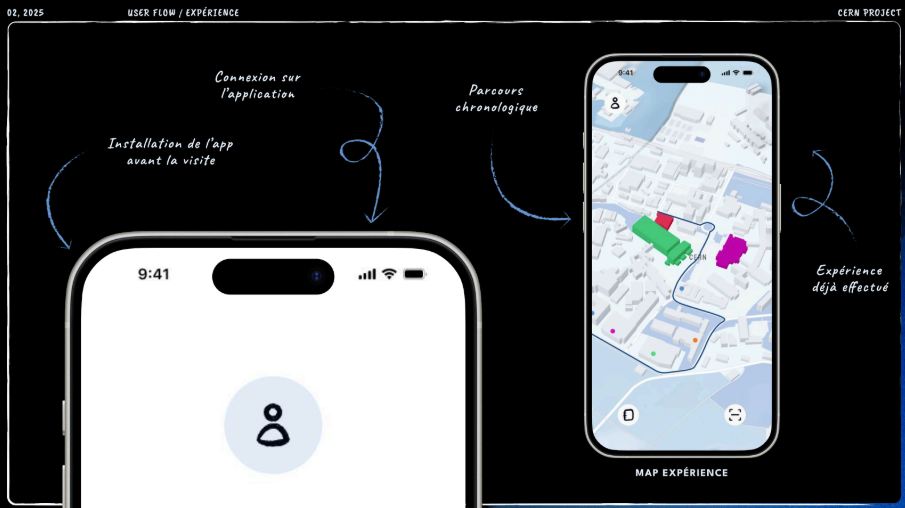 02, 2025
USER FLOW / EXPÉRIENCE
CERN PROJECT
Connexion sur
l'application
Installation de l'app
avant la visite
9:41
Parcours
chronologique
9:41
CERN
Expérience
déjà effectué
MAP EXPÉRIENCE